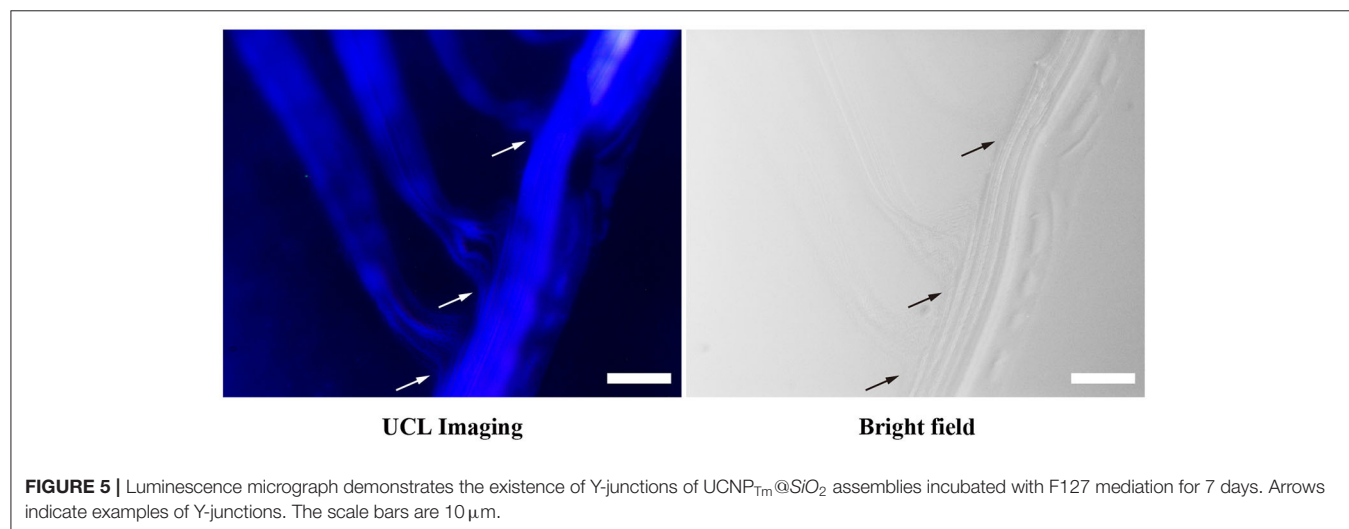 UCL Imaging
Bright field
FIGURE 5 | Luminescence micrograph demonstrates the existence of Y-junctions of UCNPTm@SiO2 assemblies incubated with F127 mediation for 7 days. Arrows
indicate examples of Y-junctions. The scale bars are 10 μm.